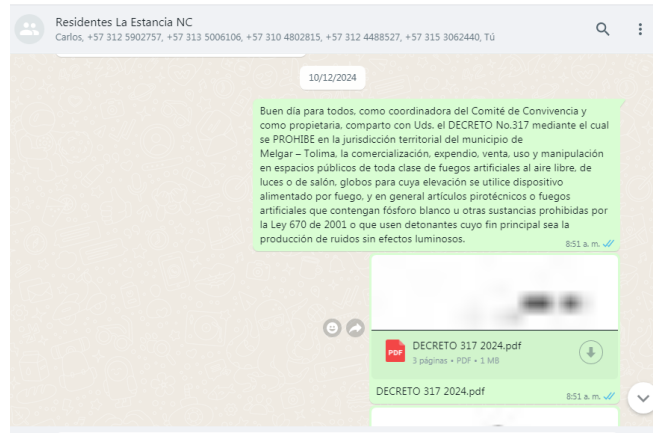 Residentes La Estancia NC
Carlos, +57 312 5902757, +57 313 5006106, +57 310 4802815, +57 312 4488527, +57 315 3062440, Tú
10/12/2024
Buen día para todos, como coordinadora del Comité de Convivencia y
como propietaria, comparto con Uds. el DECRETO No.317 mediante el cual
se PROHIBE en la jurisdicción territorial del municipio de
Melgar – Tolima, la comercialización, expendio, venta, uso y manipulación
en espacios públicos de toda clase de fuegos artificiales al aire libre, de
luces o de salón, globos para cuya elevación se utilice dispositivo
alimentado por fuego, y en general artículos pirotécnicos o fuegos
artificiales que contengan fósforo blanco u otras sustancias prohibidas por
la Ley 670 de 2001 o que usen detonantes cuyo fin principal sea la
producción de ruidos sin efectos luminosos.
8:51 a. m.
PDF
DECRETO 317 2024.pdf
3 páginas • PDF • 1 MB
DECRETO 317 2024.pdf
8:51 a. m.